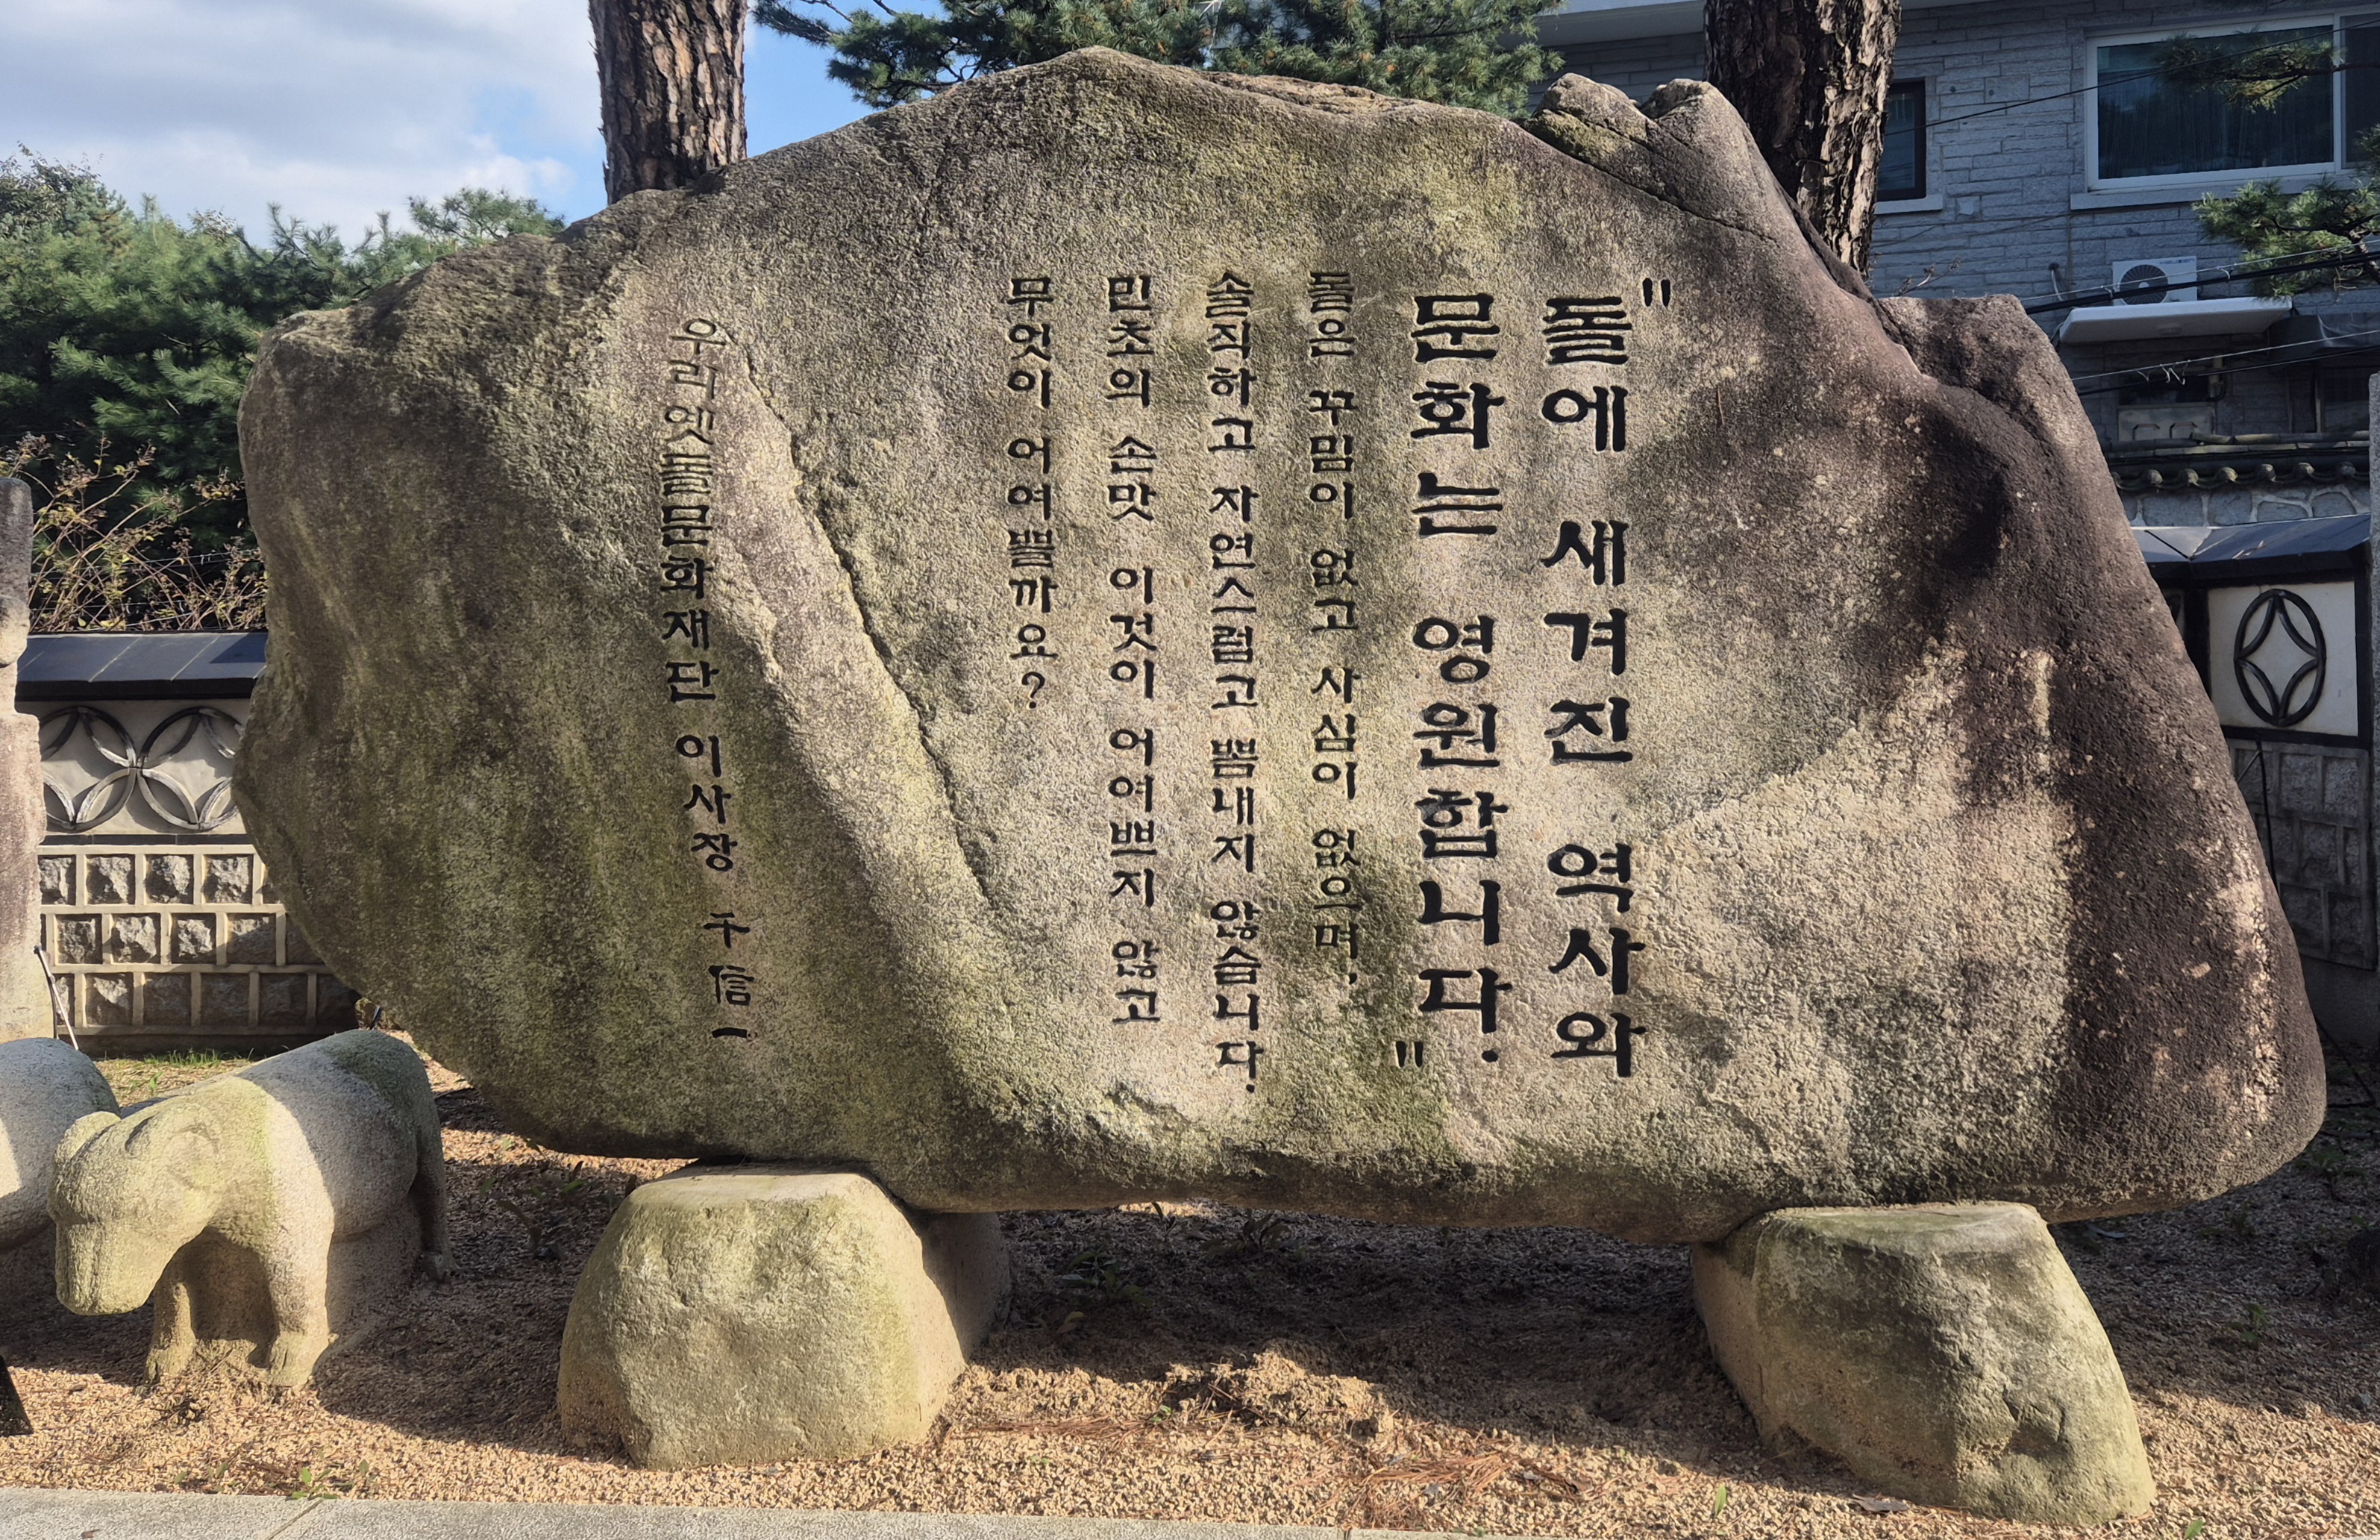 "돌에 새겨진 역사와
문화는 영원합니다."
돌은 꾸밈이 없고 사심이 없으며,
솔직하고 자연스럽고 뽐내지 않습니다.
민초의 손맛 이것이 어여쁘지 않고
무엇이 어여쁠까요?
우리옛돌문화재단 이사장 千信一